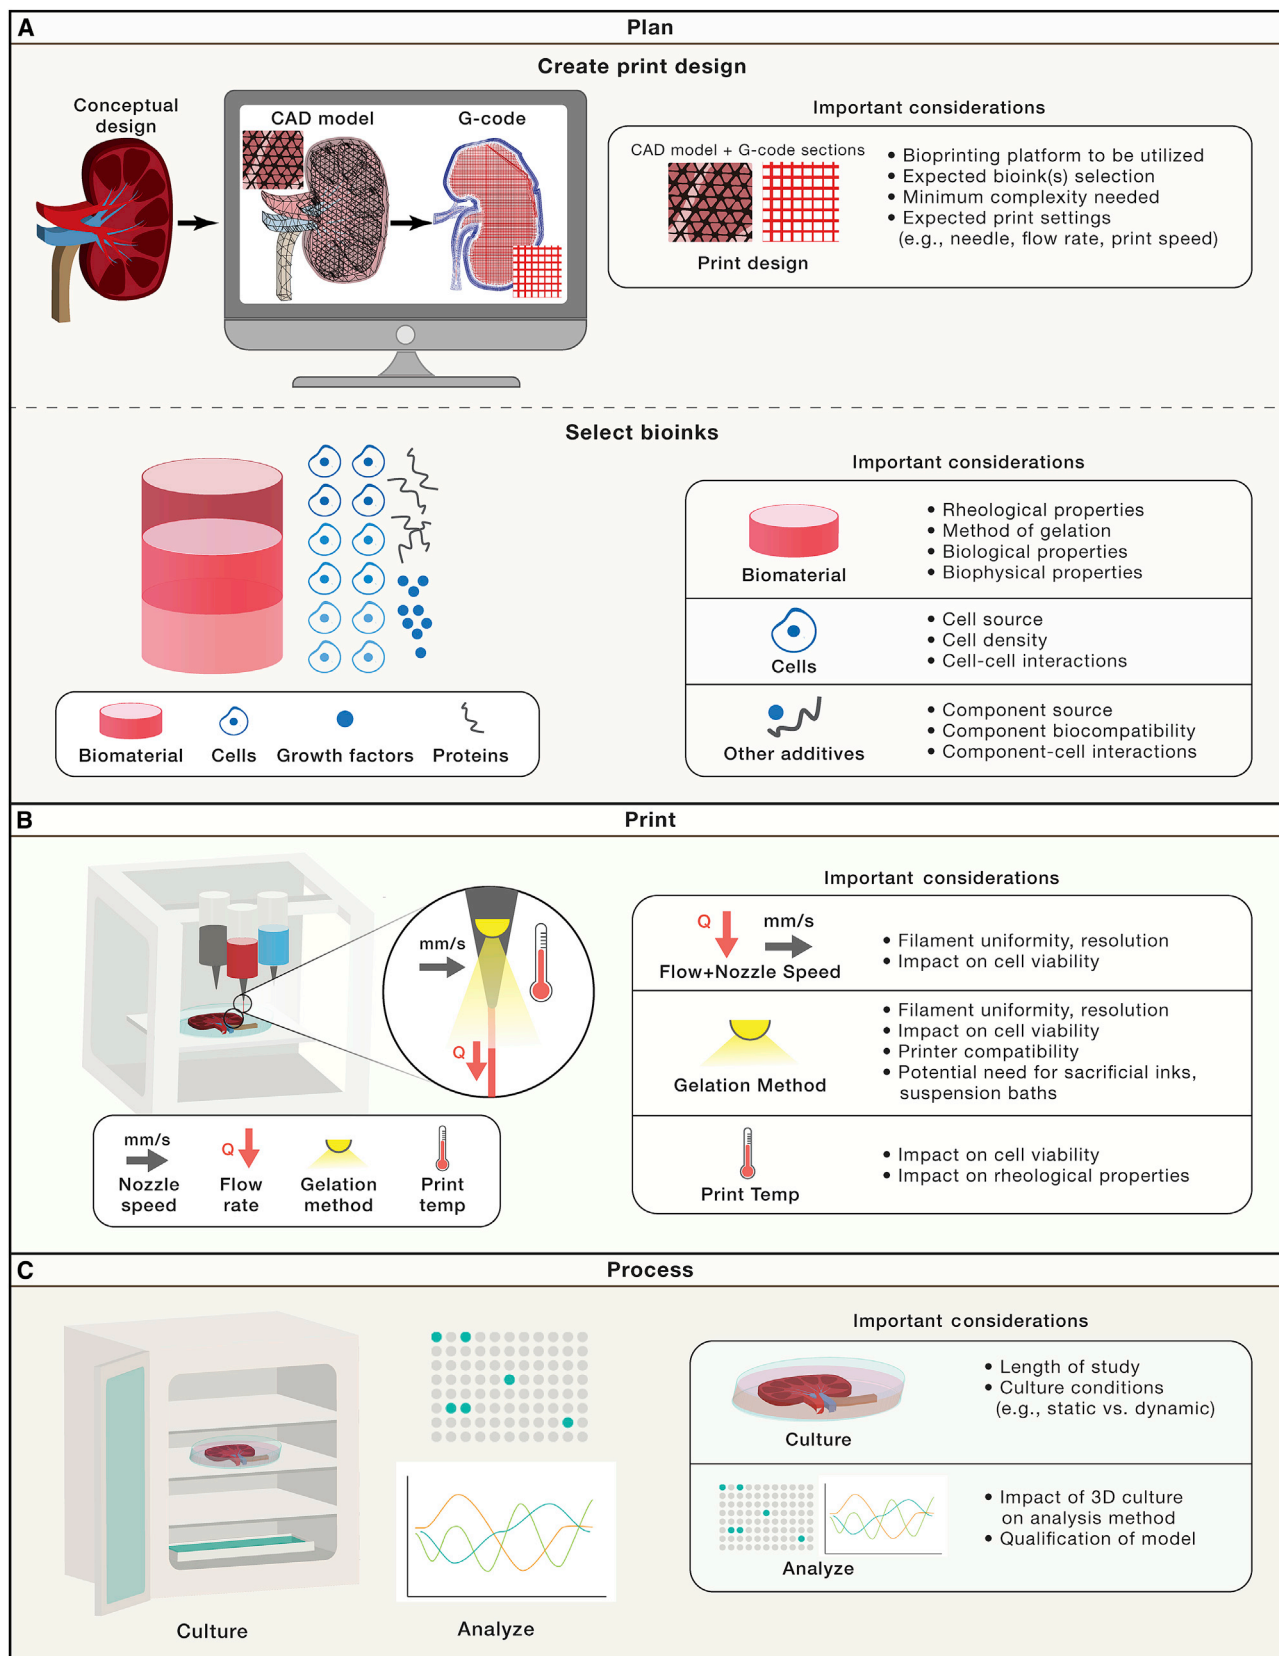 A
Plan
Create print design
Conceptual
design
CAD model
G-code
Important considerations
CAD model + G-code sections
Print design
• Bioprinting platform to be utilized
• Expected bioink(s) selection
• Minimum complexity needed
• Expected print settings
(e.g., needle, flow rate, print speed)
Select bioinks
Biomaterial
Cells
Growth factors
Proteins
Important considerations
Biomaterial
• Rheological properties
• Method of gelation
• Biological properties
• Biophysical properties
Cells
• Cell source
• Cell density
• Cell-cell interactions
Other additives
• Component source
• Component biocompatibility
• Component-cell interactions
B
Print
mm/s
Q
mm/s
Nozzle
speed
Q
Flow
rate
Gelation
method
Print
temp
Important considerations
Q
mm/s
Flow+Nozzle Speed
• Filament uniformity, resolution
• Impact on cell viability
Gelation Method
• Filament uniformity, resolution
• Impact on cell viability
• Printer compatibility
• Potential need for sacrificial inks,
suspension baths
Print Temp
• Impact on cell viability
• Impact on rheological properties
C
Process
Culture
Analyze
Important considerations
Culture
• Length of study
• Culture conditions
(e.g., static vs. dynamic)
Analyze
• Impact of 3D culture
on analysis method
• Qualification of model